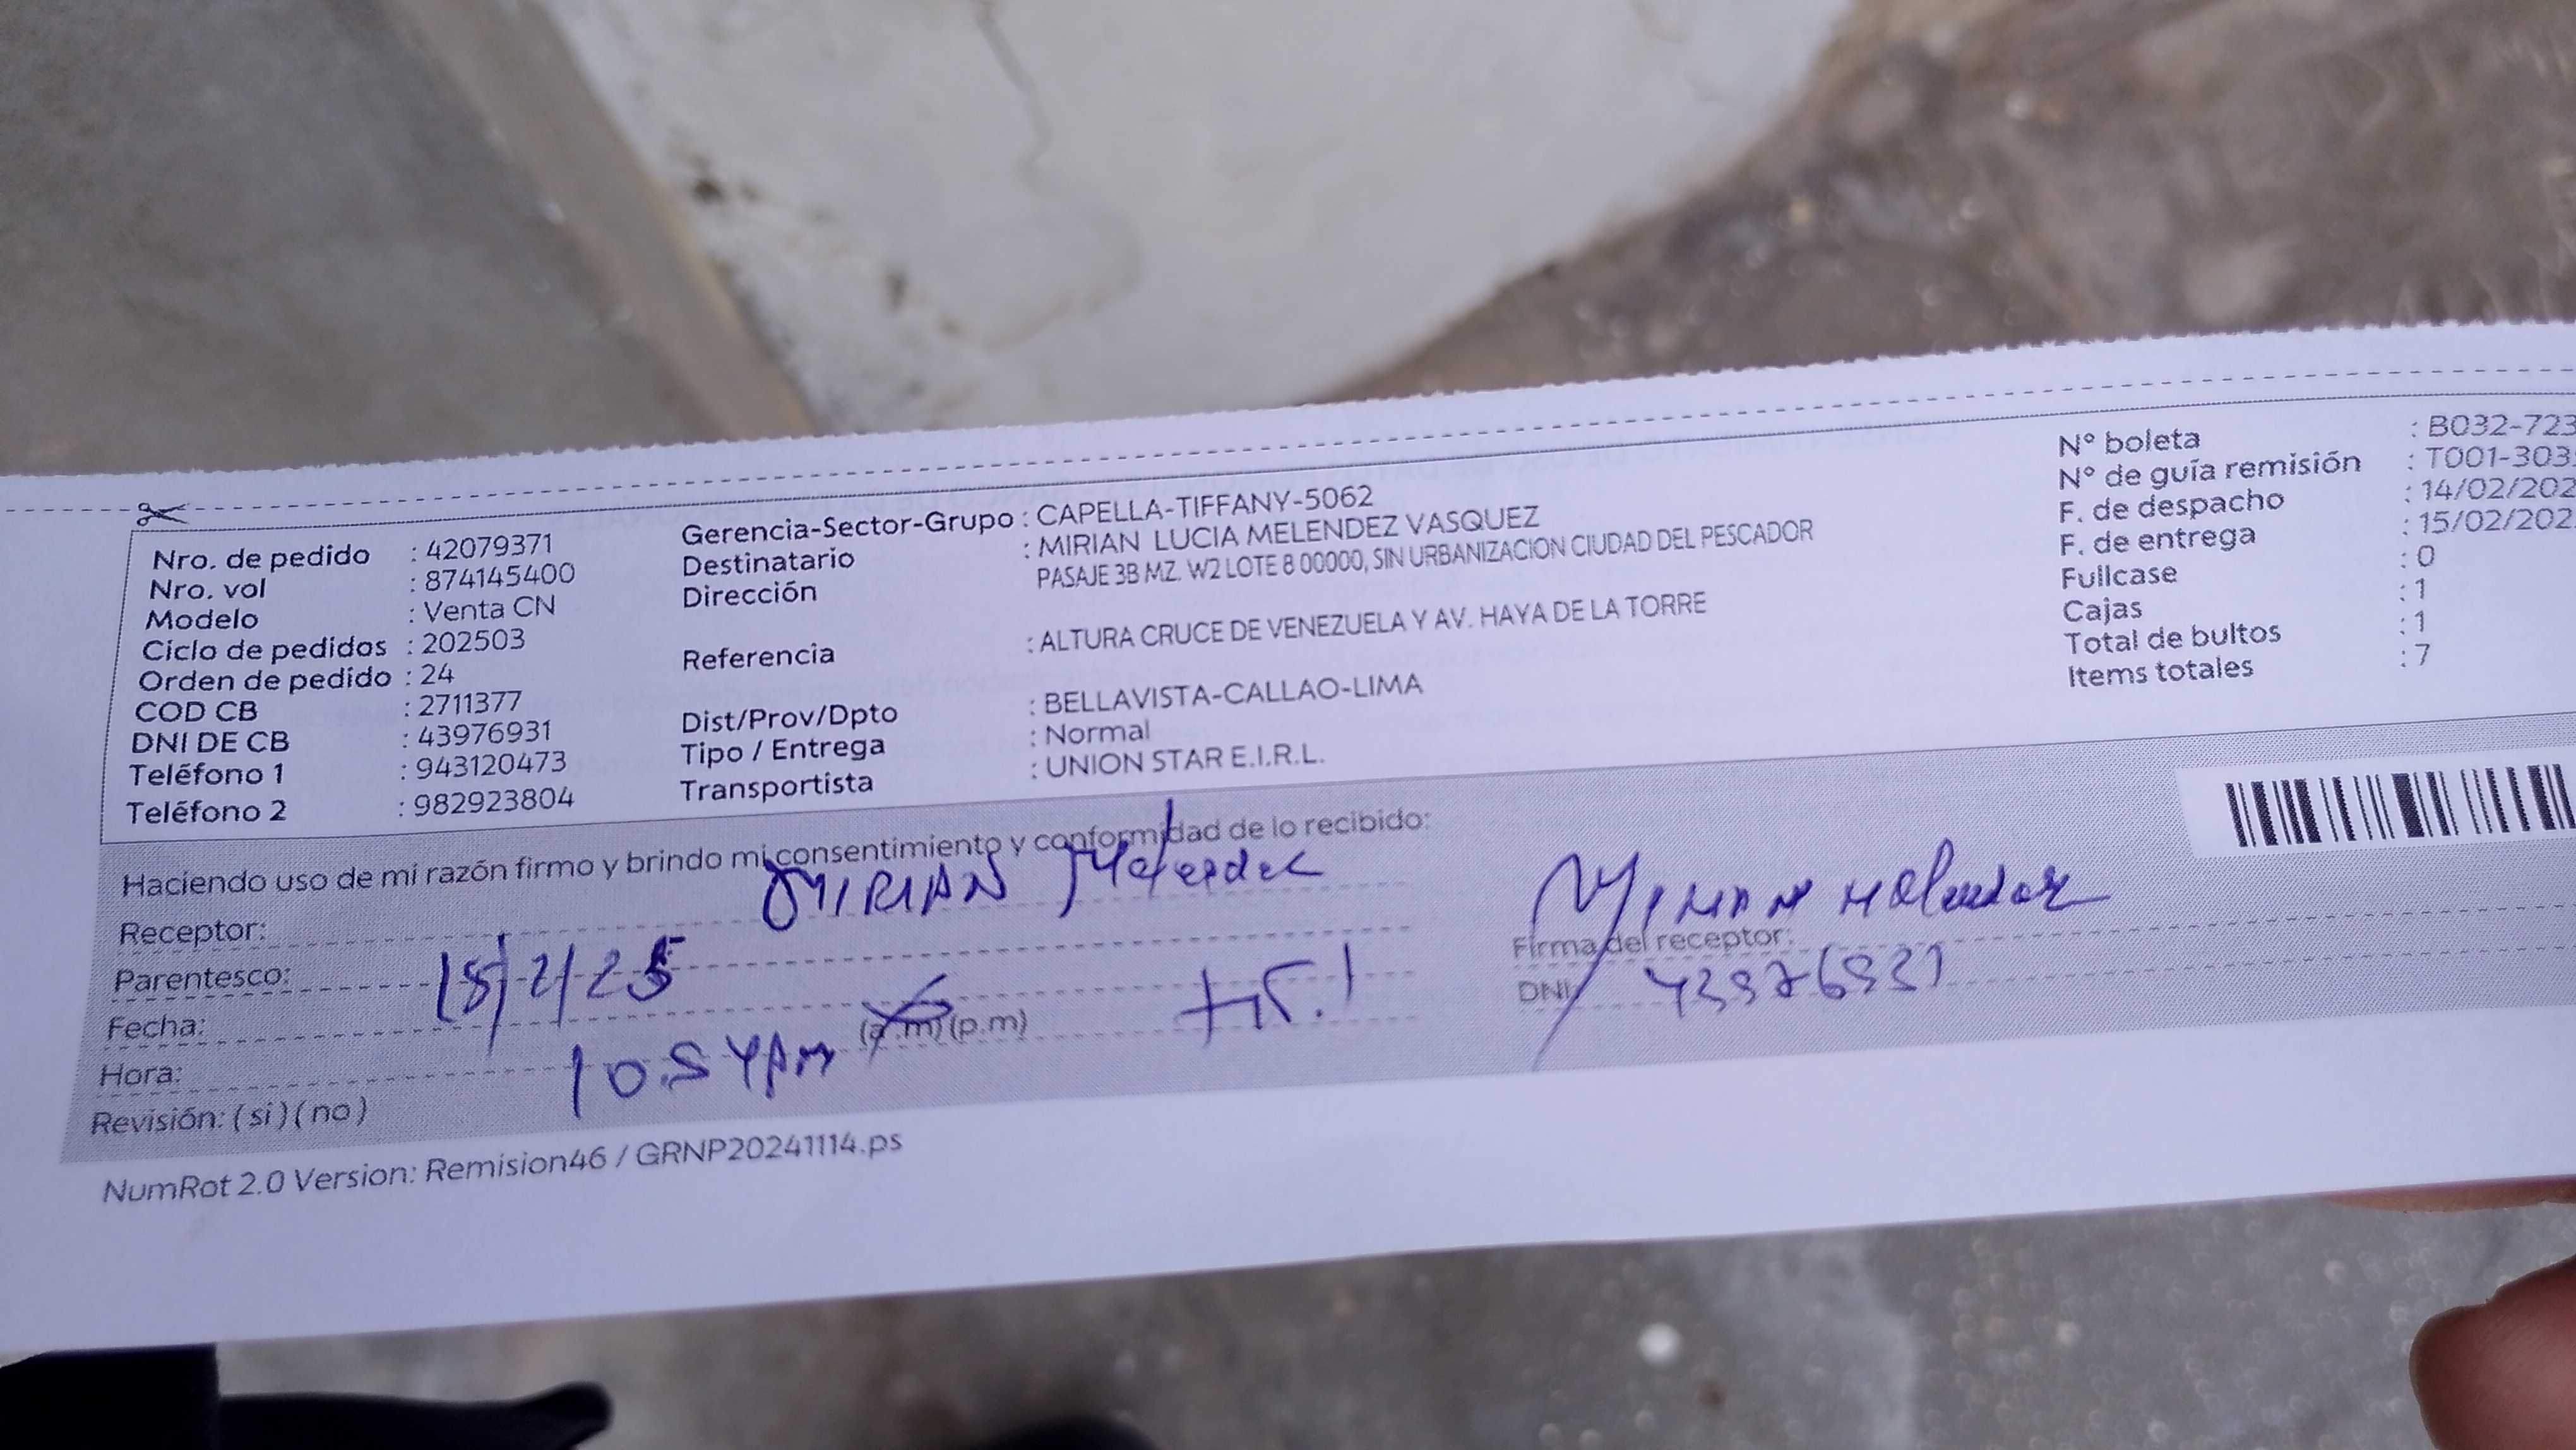 Nro. de pedido : 42079371
Nro. vol : 874145400
Modelo : Venta CN
Ciclo de pedidos : 202503
Orden de pedido : 24
COD CB : 2711377
DNI DE CB : 43976931
Teléfono 1 : 943120473
Teléfono 2 : 982923804
Gerencia-Sector-Grupo : CAPELLA-TIFFANY-5062
Destinatario : MIRIAN LUCIA MELENDEZ VASQUEZ
Dirección : PASAJE 3B MZ. W2 LOTE 8 00000, SIN URBANIZACION CIUDAD DEL PESCADOR
Referencia : ALTURA CRUCE DE VENEZUELA Y AV. HAYA DE LA TORRE
Dist/Prov/Dpto : BELLAVISTA-CALLAO-LIMA
Tipo / Entrega : Normal
Transportista : UNION STAR E.I.R.L.
N° boleta : B032-723
N° de guía remisión : T001-303
F. de despacho : 14/02/202
F. de entrega : 15/02/202
Fullcase : 0
Cajas : 1
Total de bultos : 1
Items totales : 7
Haciendo uso de mi razón firmo y brindo mi consentimiento y conformidad de lo recibido:
Receptor: MIRIAN Melendez
Parentesco:
Fecha: 15/2/25
Hora: 10.54 AM (a.m) (p.m)
Revisión: (si) (no)
Mirian Melendez
Firma del receptor:
DNI: 43976931
NumRot 2.0 Version: Remision46 / GRNP20241114.ps